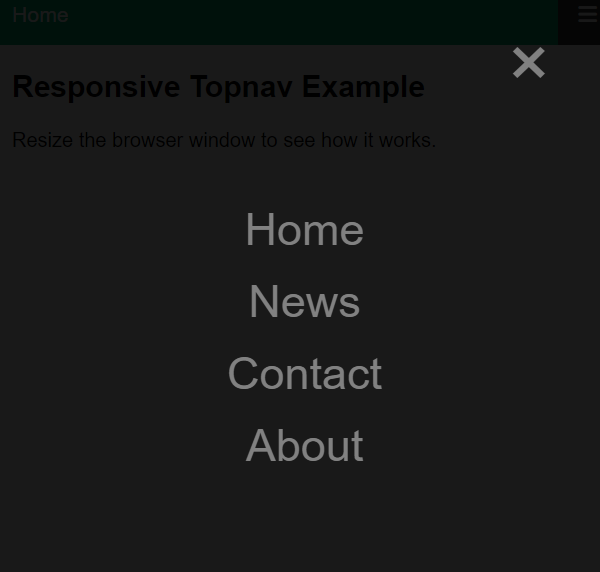 Home
Responsive Topnav Example
Resize the browser window to see how it works.
Home
News
Contact
About